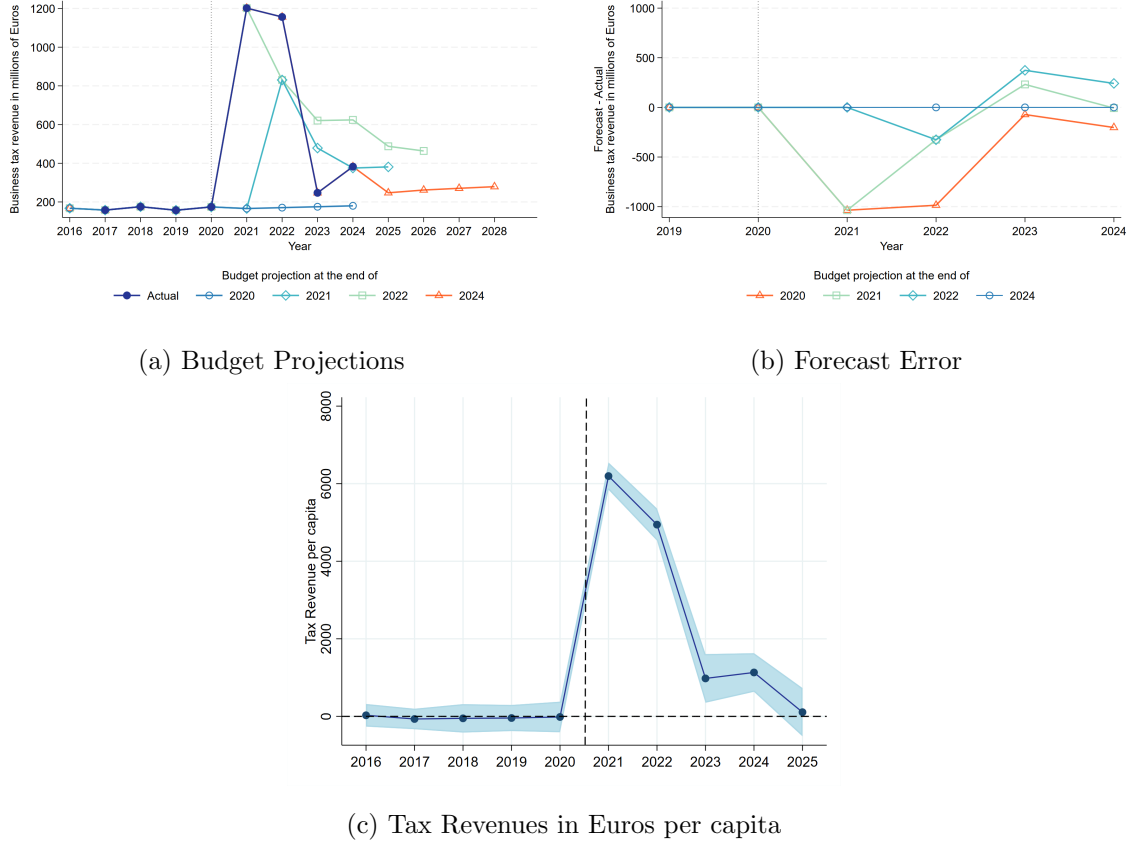 Business tax revenue in millions of Euros
1200
1000
800
600
400
200
2016 2017 2018 2019 2020 2021 2022 2023 2024 2025 2026 2027 2028
Year
Budget projection at the end of
Actual 2020 2021 2022 2024
(a) Budget Projections
Forecast - Actual
Business tax revenue in millions of Euros
1000
500
0
-500
-1000
2019 2020 2021 2022 2023 2024
Year
Budget projection at the end of
2020 2021 2022 2024
(b) Forecast Error
Tax Revenue per capita
8000
6000
4000
2000
0
2016 2017 2018 2019 2020 2021 2022 2023 2024 2025
(c) Tax Revenues in Euros per capita